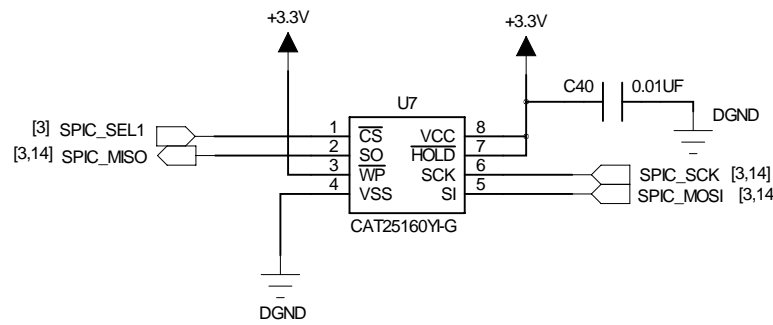 +3.3V
+3.3V
C40
0.01UF
U7
DGND
[3] SPIC_SEL1
1
CS
VCC
8
[3,14] SPIC_MISO
2
SO
HOLD
7
3
WP
SCK
6
SPIC_SCK [3,14]
4
VSS
SI
5
SPIC_MOSI [3,14
CAT25160YI-G
DGND